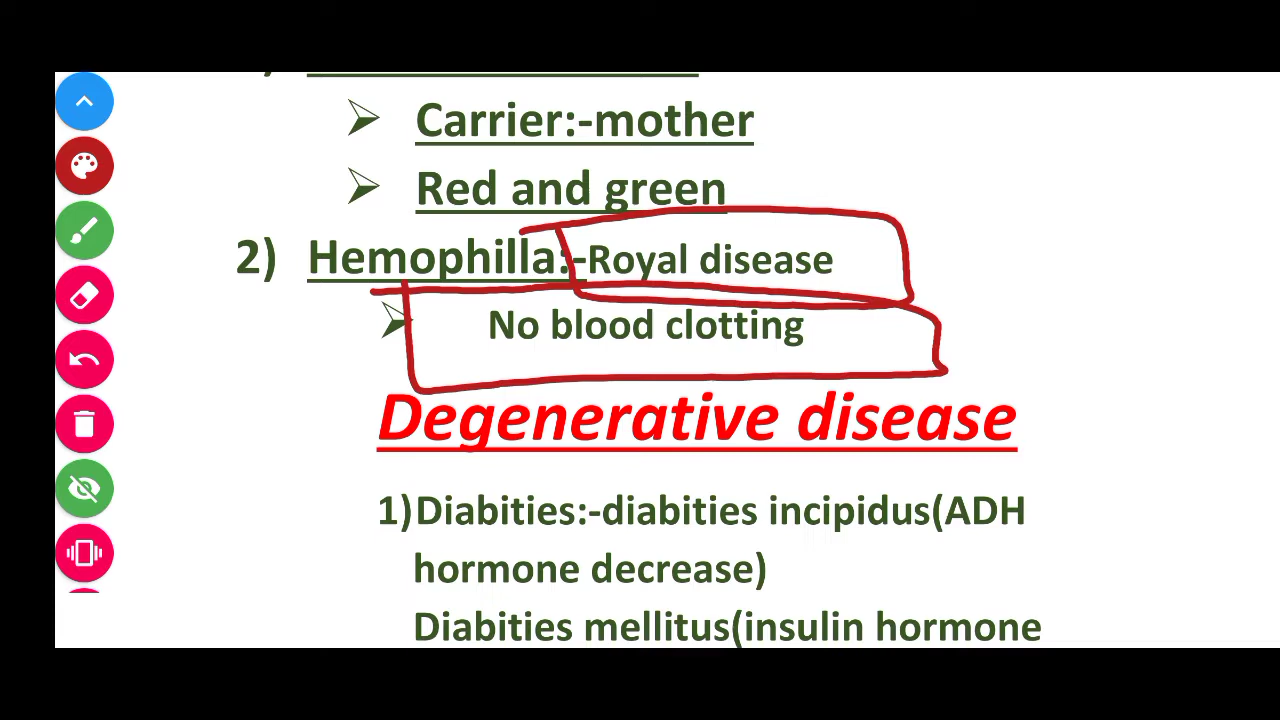 Carrier:-mother
Red and green
2) Hemophilla:-Royal disease
No blood clotting
Degenerative disease
1)Diabities:-diabities incipidus(ADH
hormone decrease)
Diabities mellitus(insulin hormone